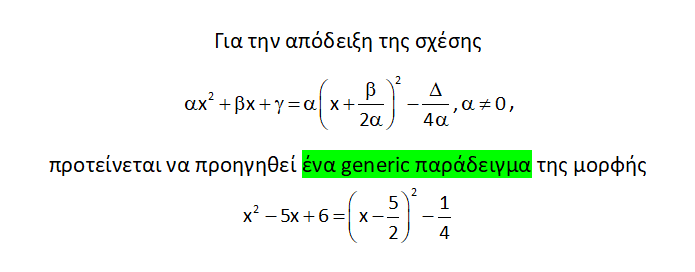 Για την απόδειξη της σχέσης
αx² + βx + γ = α(x + β/2α)² − Δ/4α , α ≠ 0 ,
προτείνεται να προηγηθεί ένα generic παράδειγμα της μορφής
x² − 5x + 6 = (x − 5/2)² − 1/4